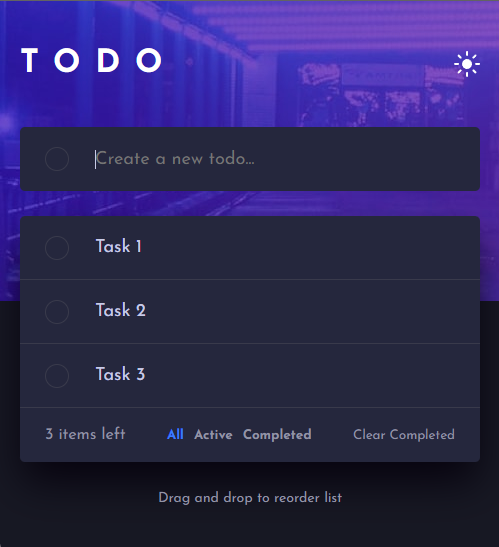 TODO
Create a new todo...
Task 1
Task 2
Task 3
3 items left All Active Completed Clear Completed
Drag and drop to reorder list